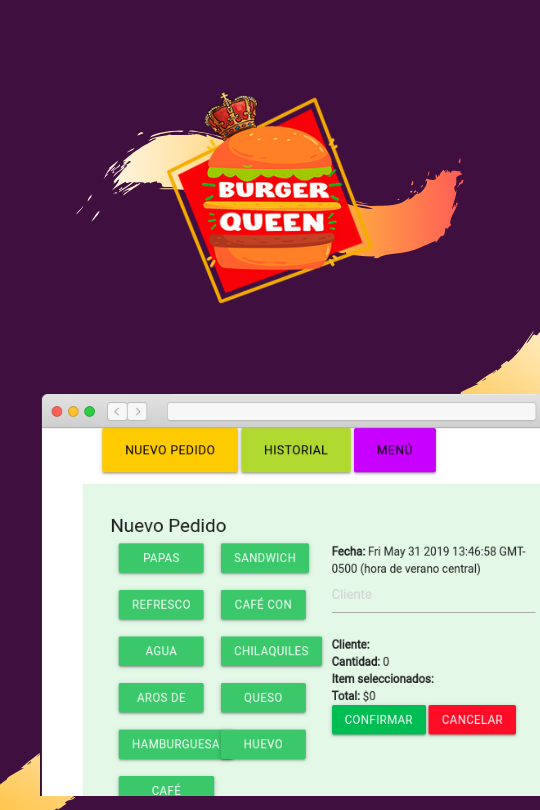 BURGER
QUEEN
NUEVO PEDIDO
HISTORIAL
MENÚ
Nuevo Pedido
PAPAS
SANDWICH
REFRESCO
CAFÉ CON
AGUA
CHILAQUILES
AROS DE
QUESO
HAMBURGUESA
HUEVO
CAFÉ
Fecha: Fri May 31 2019 13:46:58 GMT-
0500 (hora de verano central)
Cliente
Cliente:
Cantidad: 0
Item seleccionados:
Total: $0
CONFIRMAR
CANCELAR